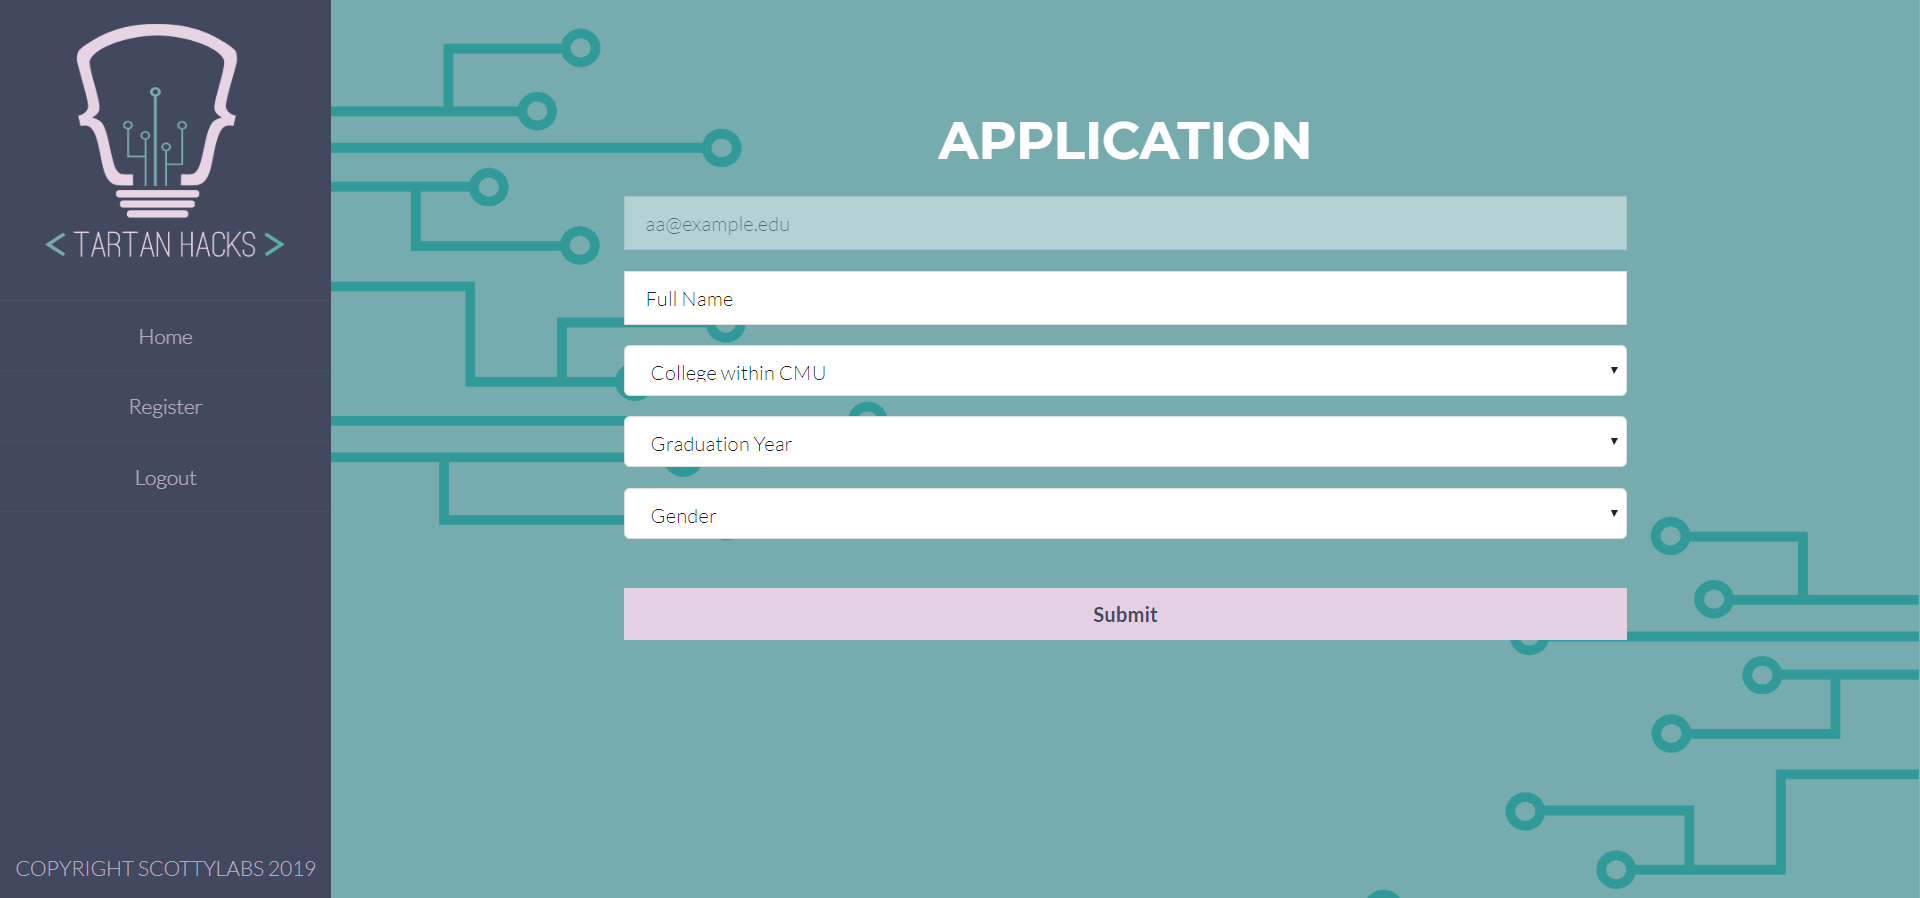 < TARTAN HACKS >
Home
Register
Logout
COPYRIGHT SCOTTYLABS 2019
APPLICATION
aa@example.edu
Full Name
College within CMU
Graduation Year
Gender
Submit